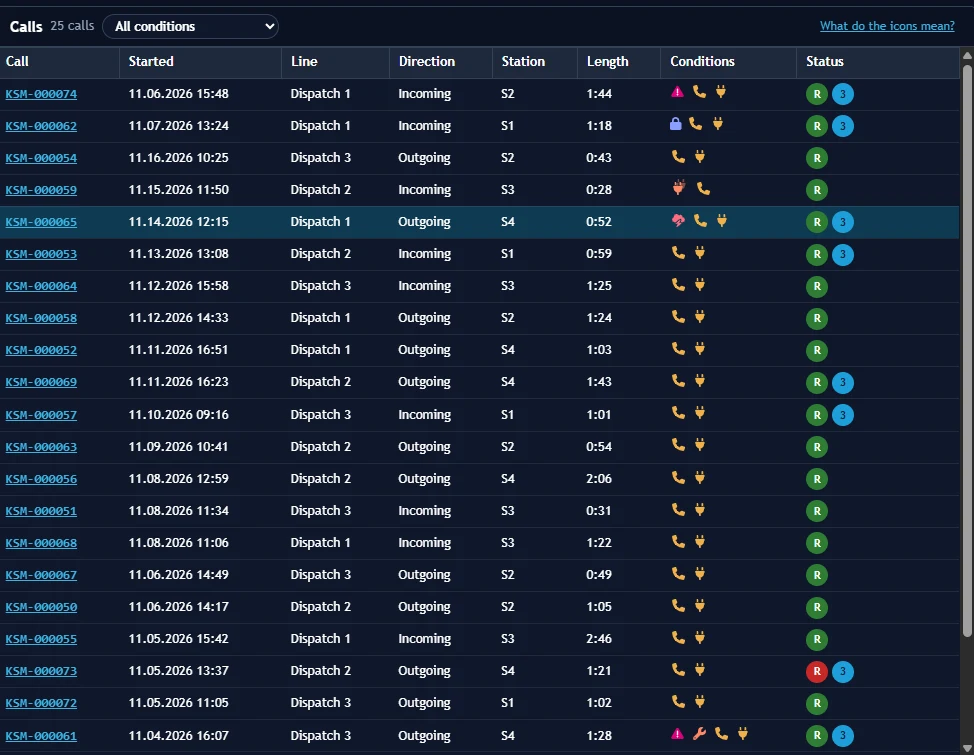 Calls 25 calls All conditions What do the icons mean?
Call Started Line Direction Station Length Conditions Status
KSM-000074 11.06.2026 15:48 Dispatch 1 Incoming S2 1:44 R 3
KSM-000062 11.07.2026 13:24 Dispatch 1 Incoming S1 1:18 R 3
KSM-000054 11.16.2026 10:25 Dispatch 3 Outgoing S2 0:43 R
KSM-000059 11.15.2026 11:50 Dispatch 2 Incoming S3 0:28 R
KSM-000065 11.14.2026 12:15 Dispatch 1 Outgoing S4 0:52 R 3
KSM-000053 11.13.2026 13:08 Dispatch 2 Incoming S1 0:59 R 3
KSM-000064 11.12.2026 15:58 Dispatch 3 Incoming S3 1:25 R
KSM-000058 11.12.2026 14:33 Dispatch 1 Outgoing S2 1:24 R
KSM-000052 11.11.2026 16:51 Dispatch 1 Outgoing S4 1:03 R
KSM-000069 11.11.2026 16:23 Dispatch 2 Outgoing S4 1:43 R 3
KSM-000057 11.10.2026 09:16 Dispatch 3 Incoming S1 1:01 R 3
KSM-000063 11.09.2026 10:41 Dispatch 2 Outgoing S2 0:54 R
KSM-000056 11.08.2026 12:59 Dispatch 2 Outgoing S4 2:06 R
KSM-000051 11.08.2026 11:34 Dispatch 3 Incoming S3 0:31 R
KSM-000068 11.08.2026 11:06 Dispatch 1 Incoming S3 1:22 R
KSM-000067 11.06.2026 14:49 Dispatch 3 Outgoing S2 0:49 R
KSM-000050 11.06.2026 14:17 Dispatch 2 Outgoing S2 1:05 R
KSM-000055 11.05.2026 15:42 Dispatch 1 Incoming S3 2:46 R
KSM-000073 11.05.2026 13:37 Dispatch 2 Outgoing S4 1:21 R 3
KSM-000072 11.05.2026 11:05 Dispatch 3 Outgoing S1 1:02 R
KSM-000061 11.04.2026 16:07 Dispatch 3 Outgoing S4 1:28 R 3